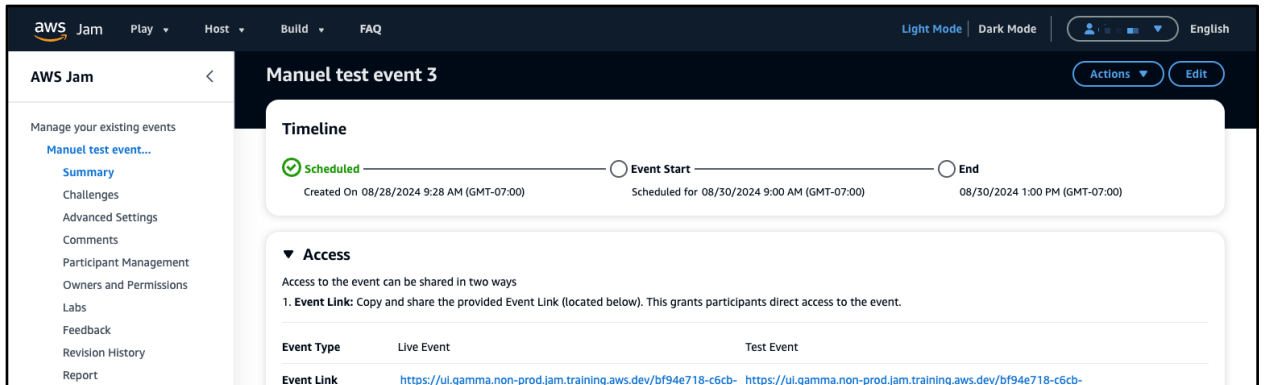 aws Jam Play Host Build FAQ Light Mode Dark Mode English
AWS Jam
Manuel test event 3 Actions Edit
Manage your existing events
Manuel test event...
Summary
Challenges
Advanced Settings
Comments
Participant Management
Owners and Permissions
Labs
Feedback
Revision History
Report
Timeline
Scheduled Event Start End
Created On 08/28/2024 9:28 AM (GMT-07:00) Scheduled for 08/30/2024 9:00 AM (GMT-07:00) 08/30/2024 1:00 PM (GMT-07:00)
Access
Access to the event can be shared in two ways
1. Event Link: Copy and share the provided Event Link (located below). This grants participants direct access to the event.
Event Type Live Event Test Event
Event Link https://ui.gamma.non-prod.jam.training.aws.dev/bf94e718-c6cb- https://ui.gamma.non-prod.jam.training.aws.dev/bf94e718-c6cb-